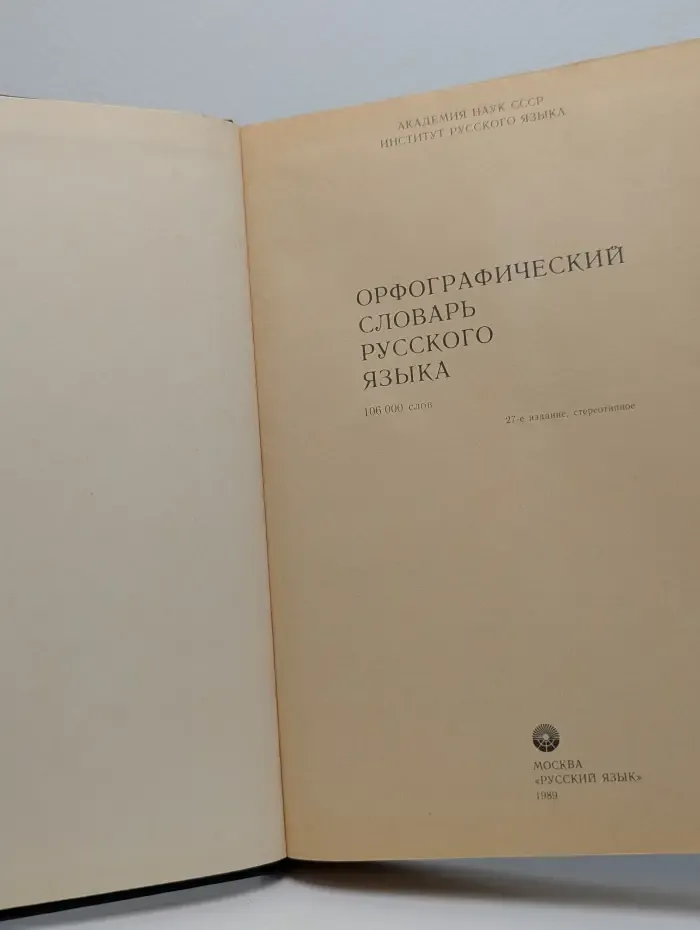 АКАДЕМИЯ НАУК СССР
ИНСТИТУТ РУССКОГО ЯЗЫКА
ОРФОГРАФИЧЕСКИЙ
СЛОВАРЬ
РУССКОГО
ЯЗЫКА
106 000 слов
27-е издание, стереотипное
МОСКВА
«РУССКИЙ ЯЗЫК»
1989